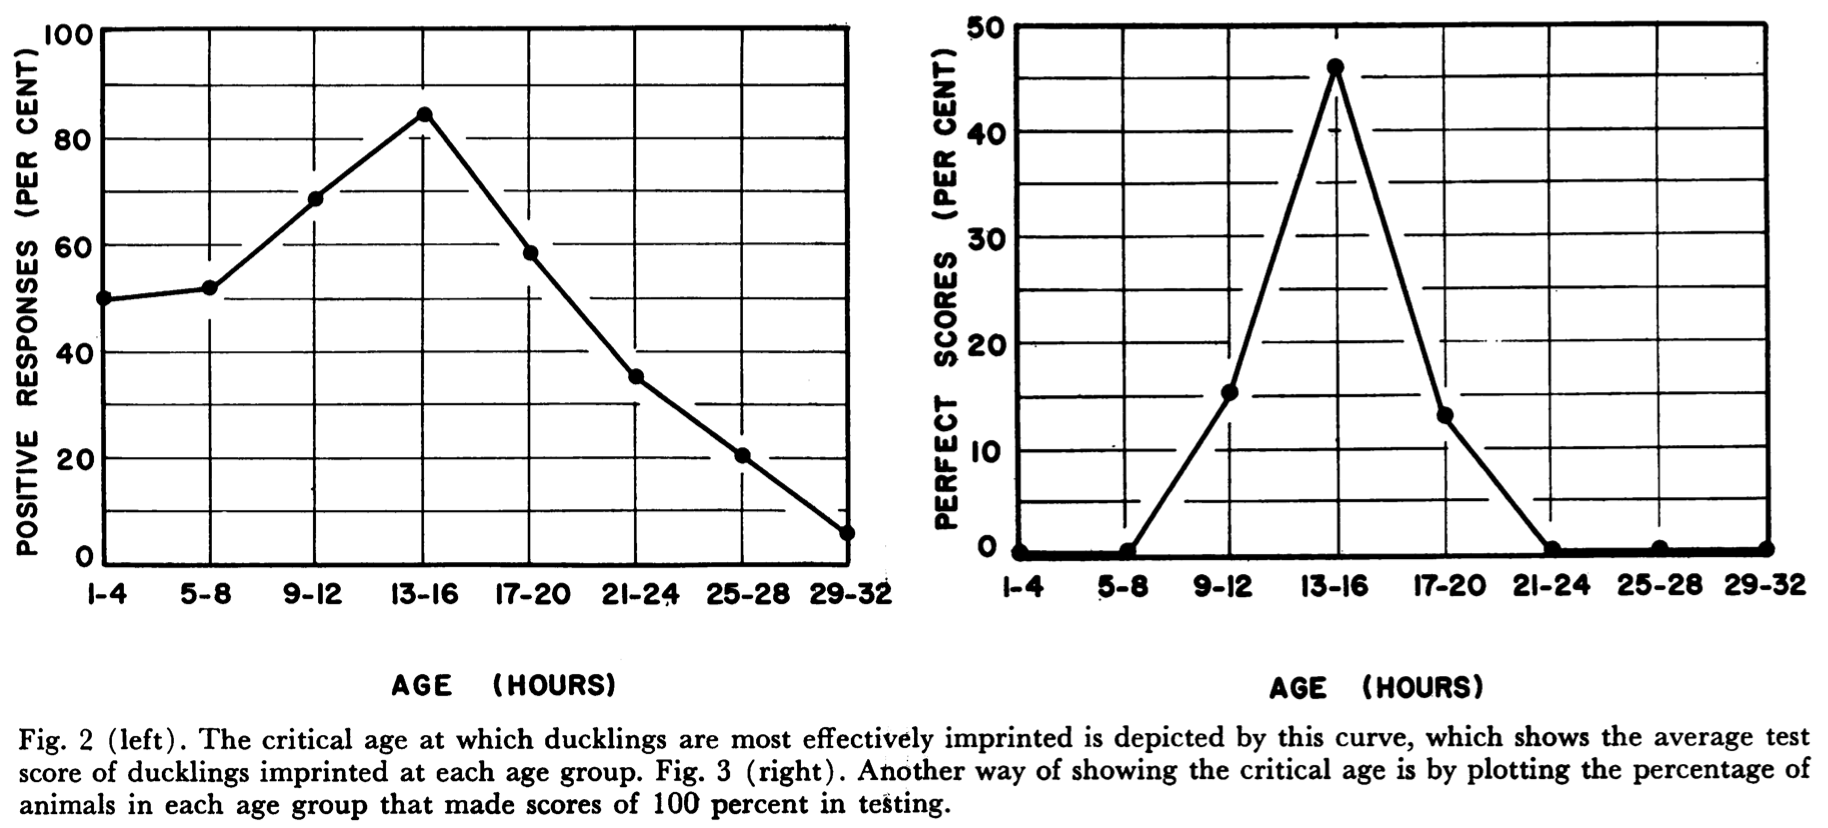 POSITIVE RESPONSES (PER CENT)
100
80
60
40
20
0
1-4 5-8 9-12 13-16 17-20 21-24 25-28 29-32
AGE (HOURS)
PERFECT SCORES (PER CENT)
50
40
30
20
10
0
1-4 5-8 9-12 13-16 17-20 21-24 25-28 29-32
AGE (HOURS)
Fig. 2 (left). The critical age at which ducklings are most effectively imprinted is depicted by this curve, which shows the average test
score of ducklings imprinted at each age group. Fig. 3 (right). Another way of showing the critical age is by plotting the percentage of
animals in each age group that made scores of 100 percent in testing.